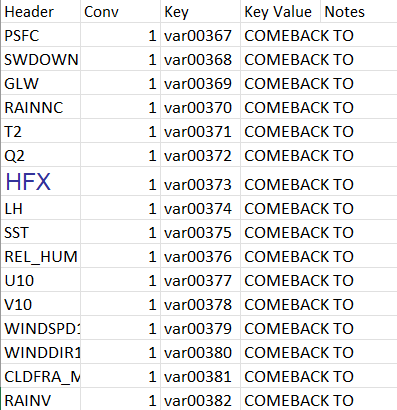 Header Conv Key Key Value Notes
PSFC 1 var00367 COMEBACK TO
SWDOWN 1 var00368 COMEBACK TO
GLW 1 var00369 COMEBACK TO
RAINNC 1 var00370 COMEBACK TO
T2 1 var00371 COMEBACK TO
Q2 1 var00372 COMEBACK TO
HFX 1 var00373 COMEBACK TO
LH 1 var00374 COMEBACK TO
SST 1 var00375 COMEBACK TO
REL_HUM 1 var00376 COMEBACK TO
U10 1 var00377 COMEBACK TO
V10 1 var00378 COMEBACK TO
WINDSPD1 1 var00379 COMEBACK TO
WINDDIR1 1 var00380 COMEBACK TO
CLDFRA_M 1 var00381 COMEBACK TO
RAINV 1 var00382 COMEBACK TO